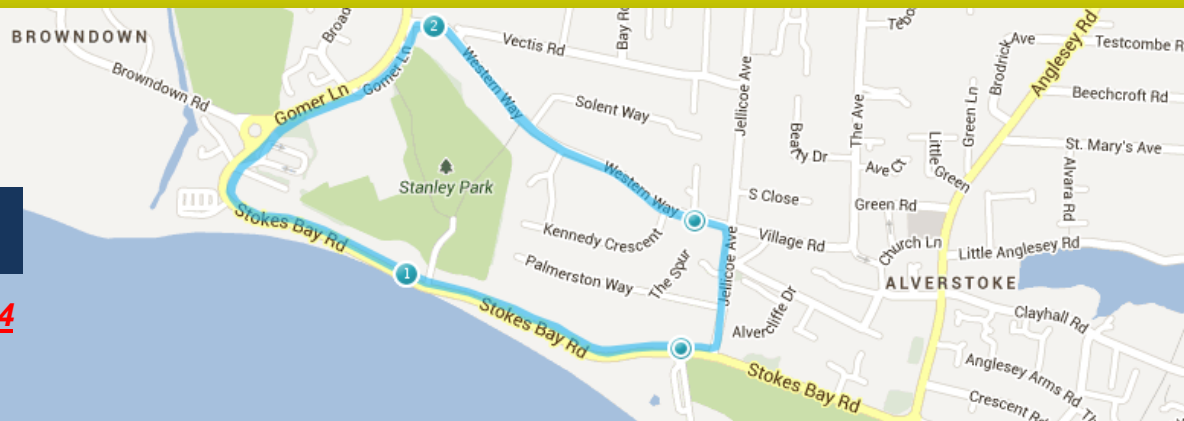 BROWNDOWN
Broad
2
Vectis Rd
Bay Ro
Tebo
Ave
Testcombe R
Anglesey Rd
Brodrick
Browndown Rd
Gomer Ln
Gomer Ln
Western Way
Solent Way
Jellicoe Ave
The Ave
Green Ln
Beechcroft Rd
Beatty Dr
Ave Ct
Little Green
St. Mary's Ave
Alvara Rd
Stanley Park
Western Way
S Close
Green Rd
Stokes Bay Rd
Kennedy Crescent
Village Rd
Church Ln
Little Anglesey Rd
1
Palmerston Way
The Spur
Jellicoe Ave
ALVERSTOKE
4
Stokes Bay Rd
Alvercliffe Dr
Clayhall Rd
Stokes Bay Rd
Anglesey Arms Rd
Th
Crescent Rd